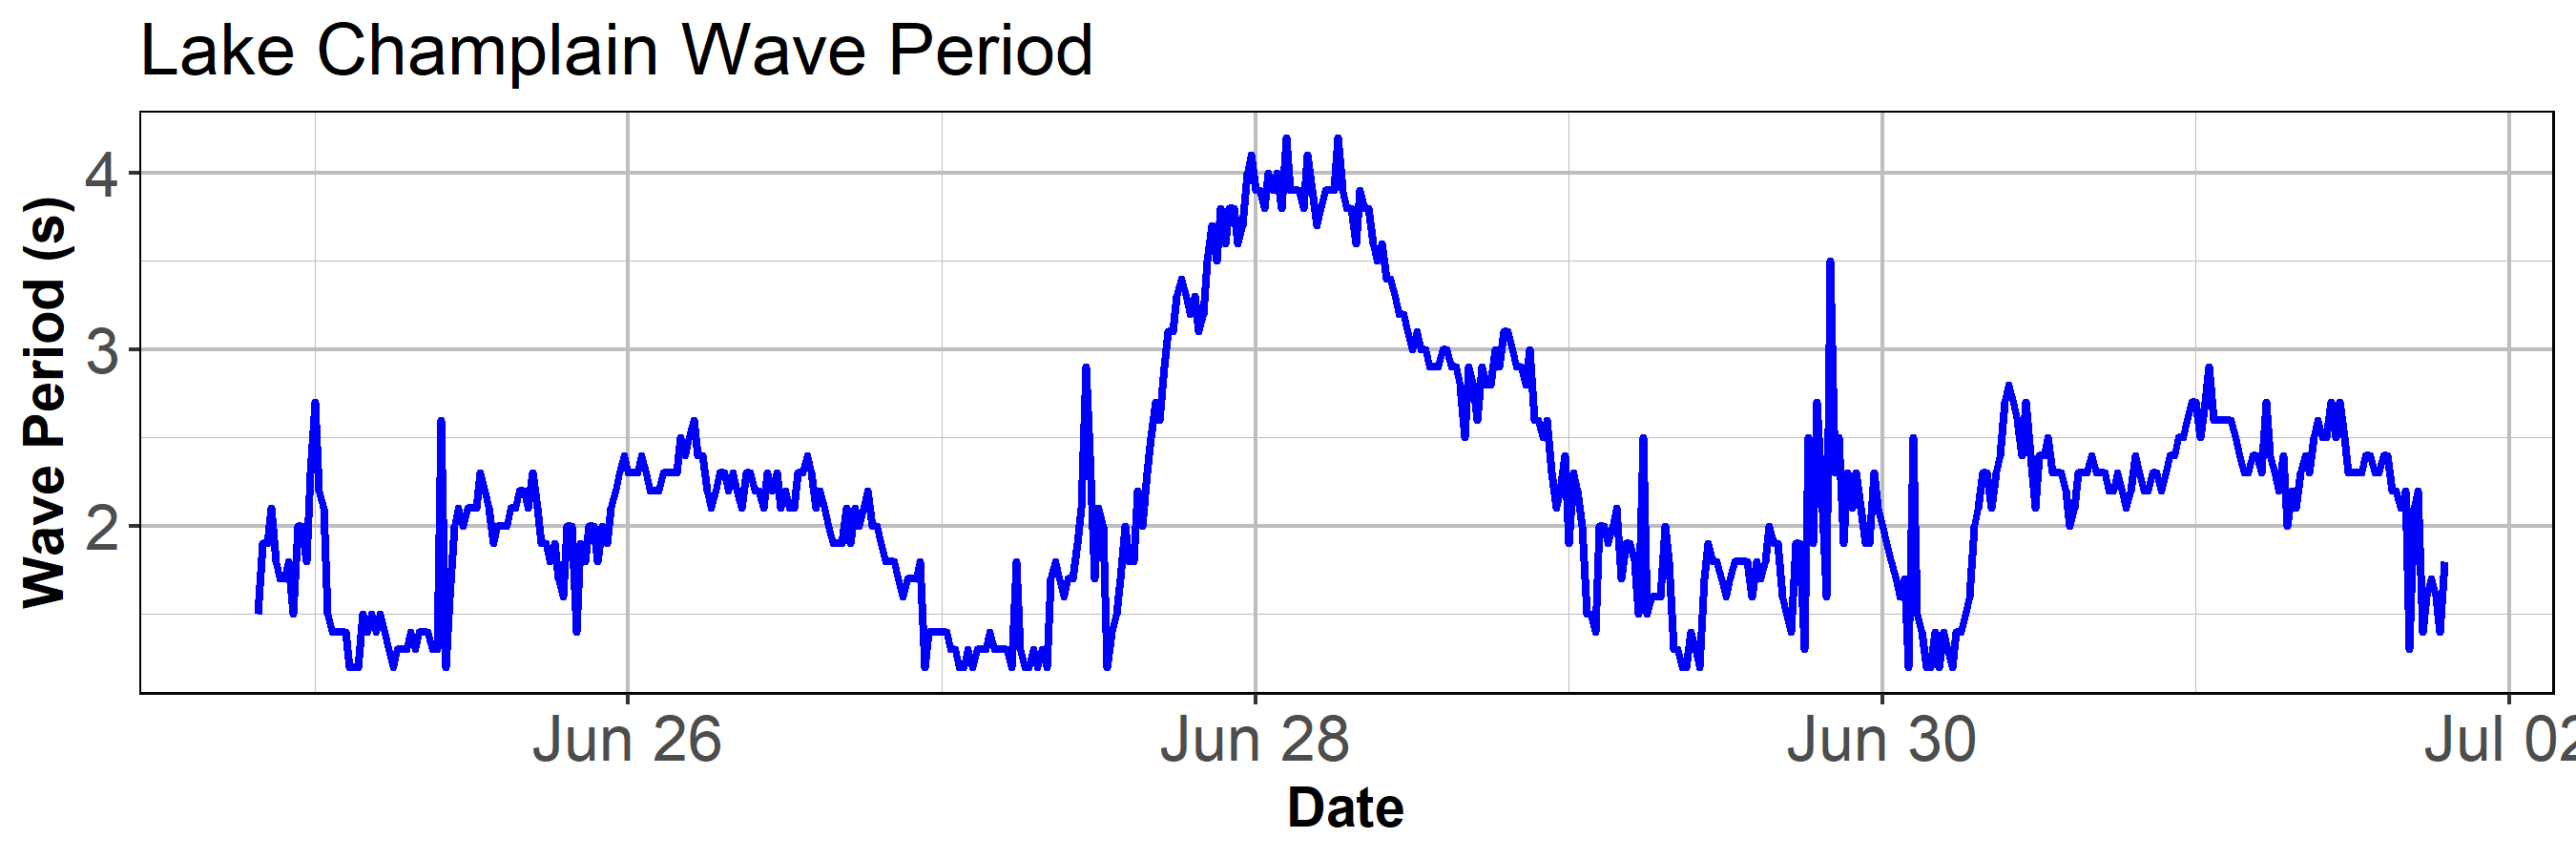 Lake Champlain Wave Period
Wave Period (s)
4
3
2
Jun 26 Jun 28 Jun 30 Jul 02
Date